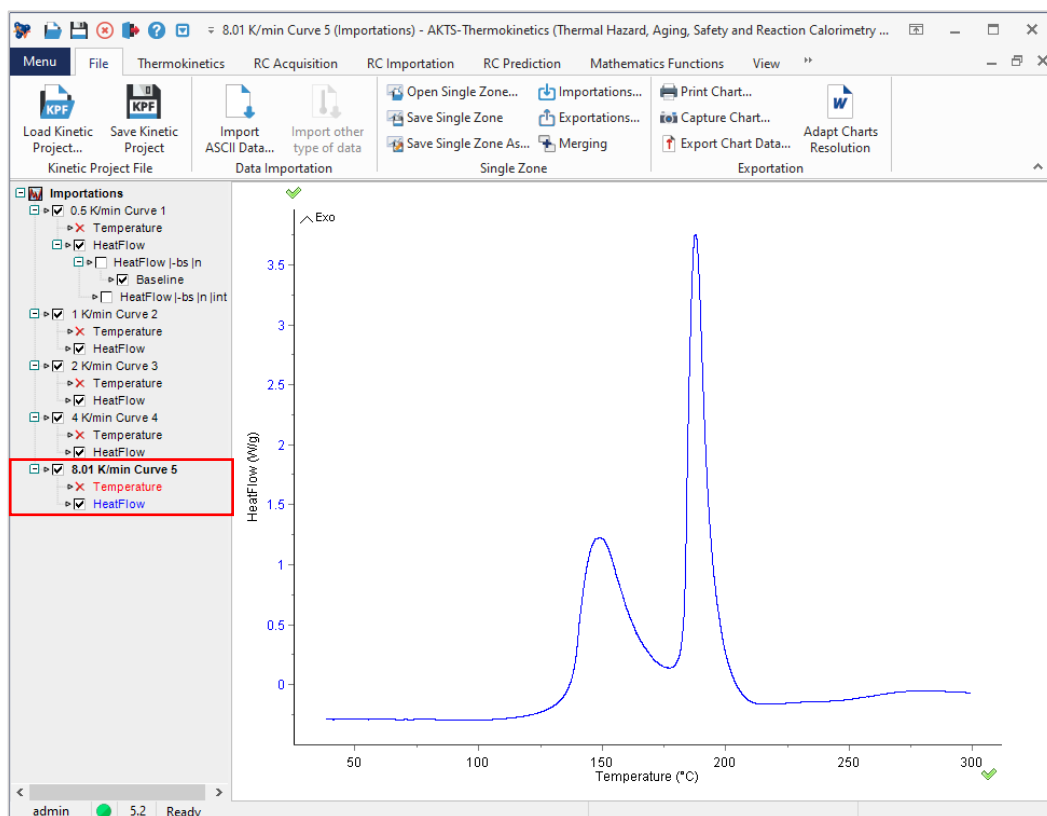 8.01 K/min Curve 5 (Importations) - AKTS-Thermokinetics (Thermal Hazard, Aging, Safety and Reaction Calorimetry ...
Menu File Thermokinetics RC Acquisition RC Importation RC Prediction Mathematics Functions View
KPF KPF
Load Kinetic Project... Save Kinetic Project
Import ASCII Data... Import other type of data
Open Single Zone... Importations...
Save Single Zone Exportations...
Save Single Zone As... Merging
Print Chart...
Capture Chart...
Export Chart Data...
W
Adapt Charts Resolution
Kinetic Project File Data Importation Single Zone Exportation
Importations
0.5 K/min Curve 1
Temperature
HeatFlow
HeatFlow |-bs |n
Baseline
HeatFlow |-bs |n |int
1 K/min Curve 2
Temperature
HeatFlow
2 K/min Curve 3
Temperature
HeatFlow
4 K/min Curve 4
Temperature
HeatFlow
8.01 K/min Curve 5
Temperature
HeatFlow
Exo
3.5
3
2.5
2
1.5
1
0.5
0
HeatFlow (W/g)
50 100 150 200 250 300
Temperature (°C)
admin 5.2 Ready